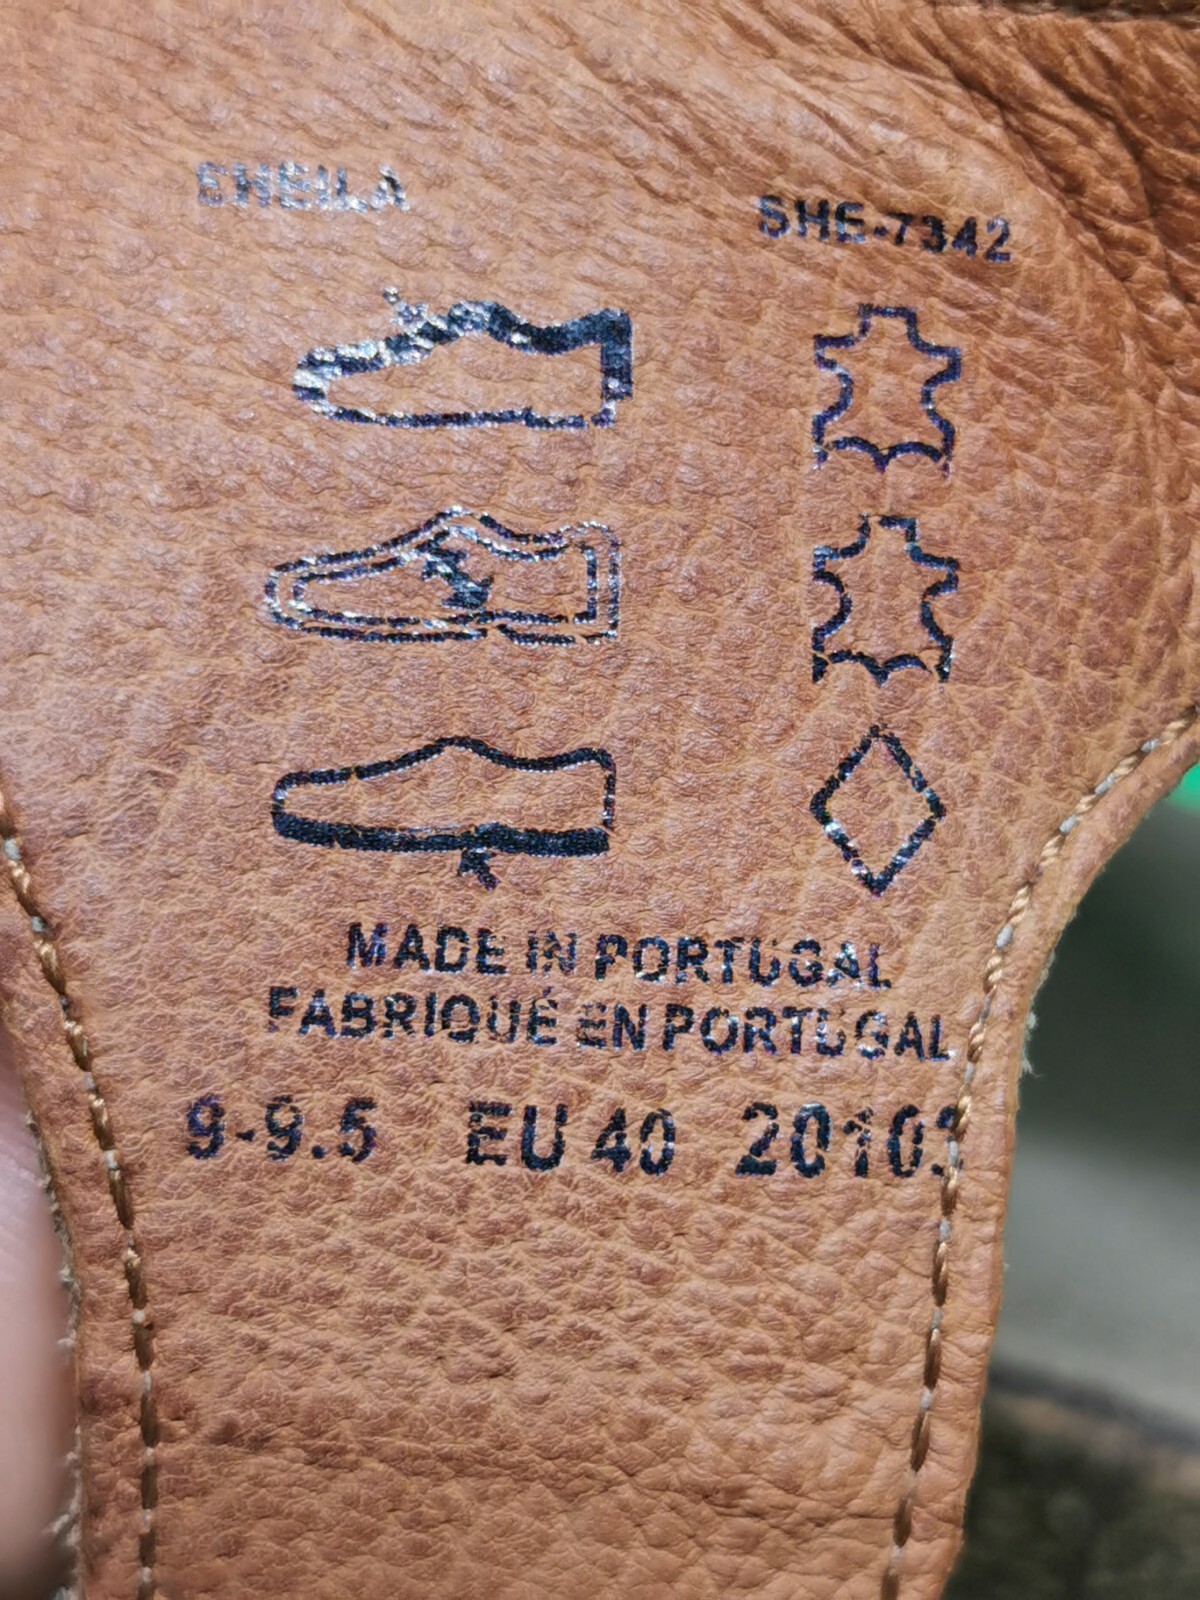 SHEILA
SHE-7342
MADE IN PORTUGAL
FABRIQUÉ EN PORTUGAL
9-9.5 EU 40